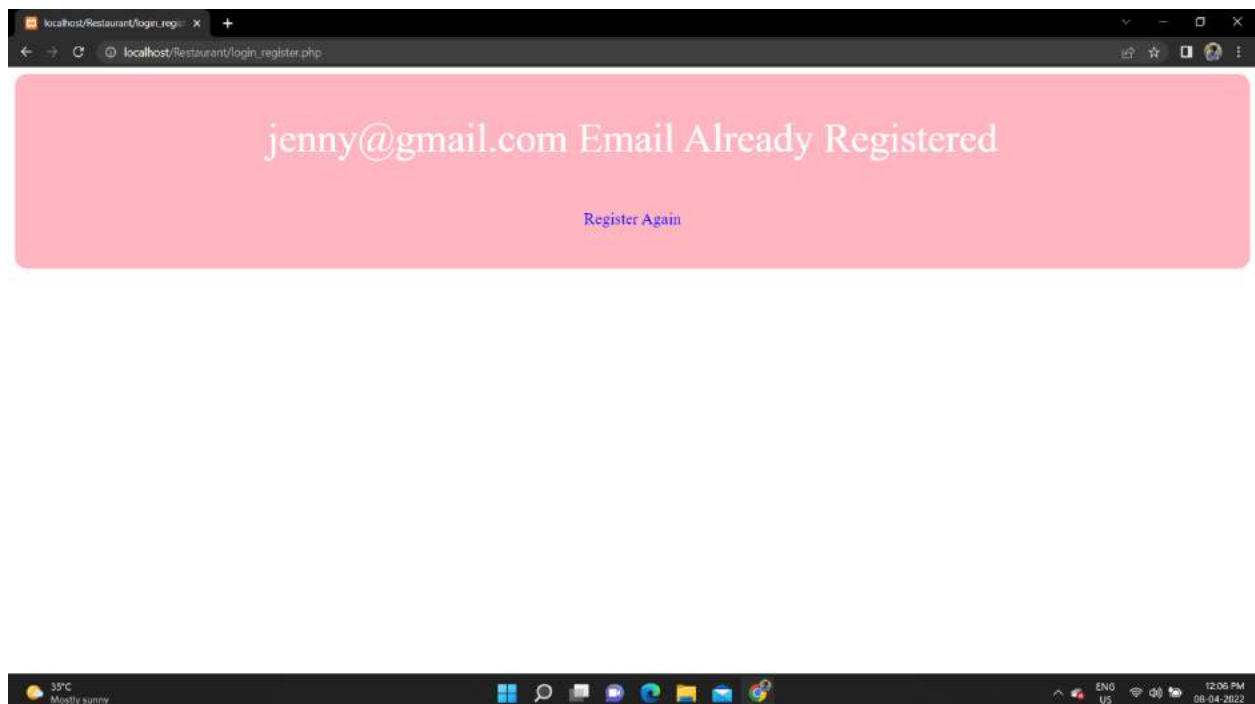 localhost/Restaurant/login_regis
localhost/Restaurant/login_register.php
jenny@gmail.com Email Already Registered
Register Again
35°C
Mostly sunny
ENG
US
12:06 PM
08-04-2022